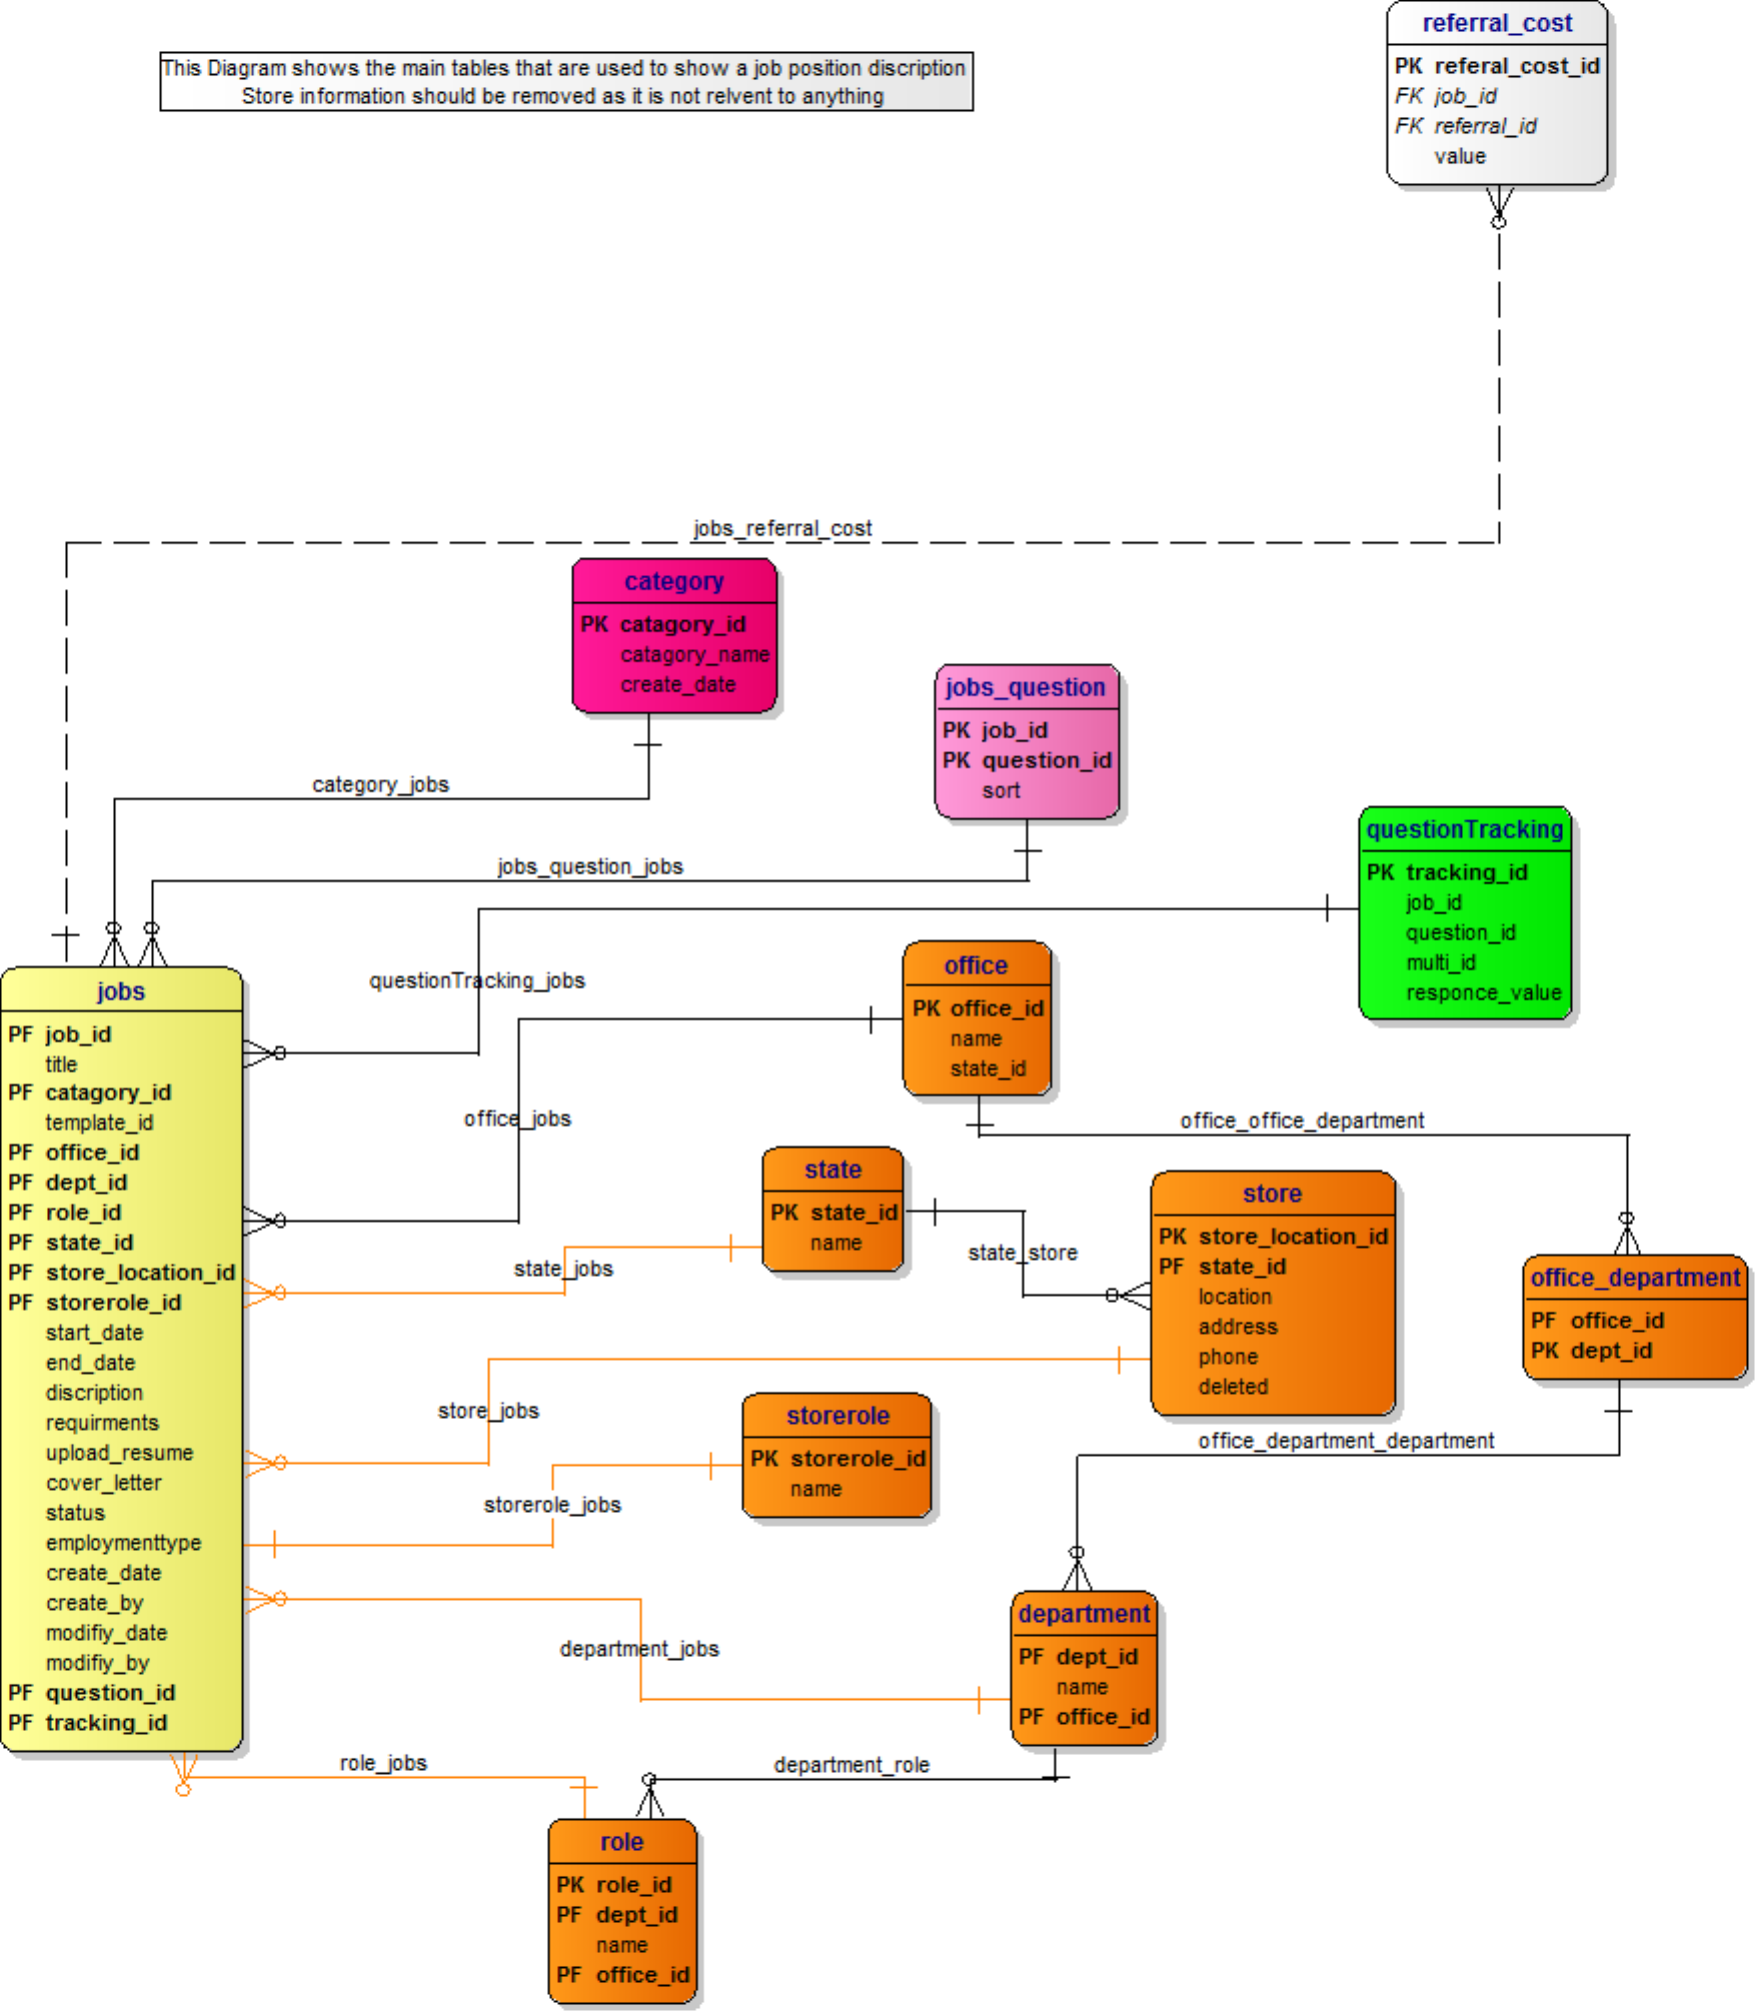 This Diagram shows the main tables that are used to show a job position discription
Store information should be removed as it is not relvent to anything
referral_cost
PK referal_cost_id
FK job_id
FK referral_id
value
jobs_referral_cost
category
PK catagory_id
catagory_name
create_date
category_jobs
jobs_question
PK job_id
PK question_id
sort
jobs_question_jobs
questionTracking
PK tracking_id
job_id
question_id
multi_id
responce_value
questionTracking_jobs
office
PK office_id
name
state_id
office_jobs
office_office_department
jobs
PF job_id
title
PF catagory_id
template_id
PF office_id
PF dept_id
PF role_id
PF state_id
PF store_location_id
PF storerole_id
start_date
end_date
discription
requirments
upload_resume
cover_letter
status
employmenttype
create_date
create_by
modifiy_date
modifiy_by
PF question_id
PF tracking_id
state
PK state_id
name
state_jobs
state_store
store
PK store_location_id
PF state_id
location
address
phone
deleted
office_department
PF office_id
PK dept_id
store_jobs
storerole
PK storerole_id
name
storerole_jobs
office_department_department
department
PF dept_id
name
PF office_id
department_jobs
role_jobs
department_role
role
PK role_id
PF dept_id
name
PF office_id